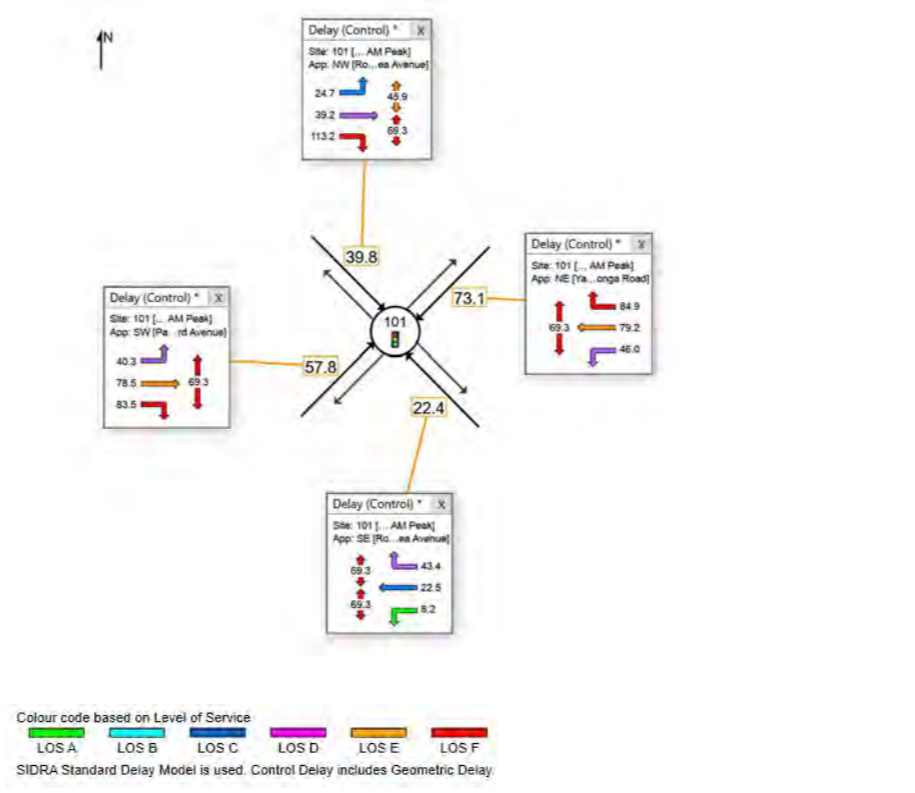 N
Delay (Control) * X
Site: 101 [... AM Peak]
App: NW [Ro...ea Avenue]
24.7
45.9
39.2
69.3
113.2
39.8
Delay (Control) * X
Site: 101 [... AM Peak]
App: NE [Ya...onga Road]
84.9
69.3
79.2
46.0
73.1
101
Delay (Control) * X
Site: 101 [... AM Peak]
App: SW [Pa rd Avenue]
40.3
78.5
69.3
83.5
57.8
22.4
Delay (Control) * X
Site: 101 [... AM Peak]
App: SE [Ro...ea Avenue]
69.3
43.4
22.5
69.3
8.2
Colour code based on Level of Service
LOS A LOS B LOS C LOS D LOS E LOS F
SIDRA Standard Delay Model is used. Control Delay includes Geometric Delay.